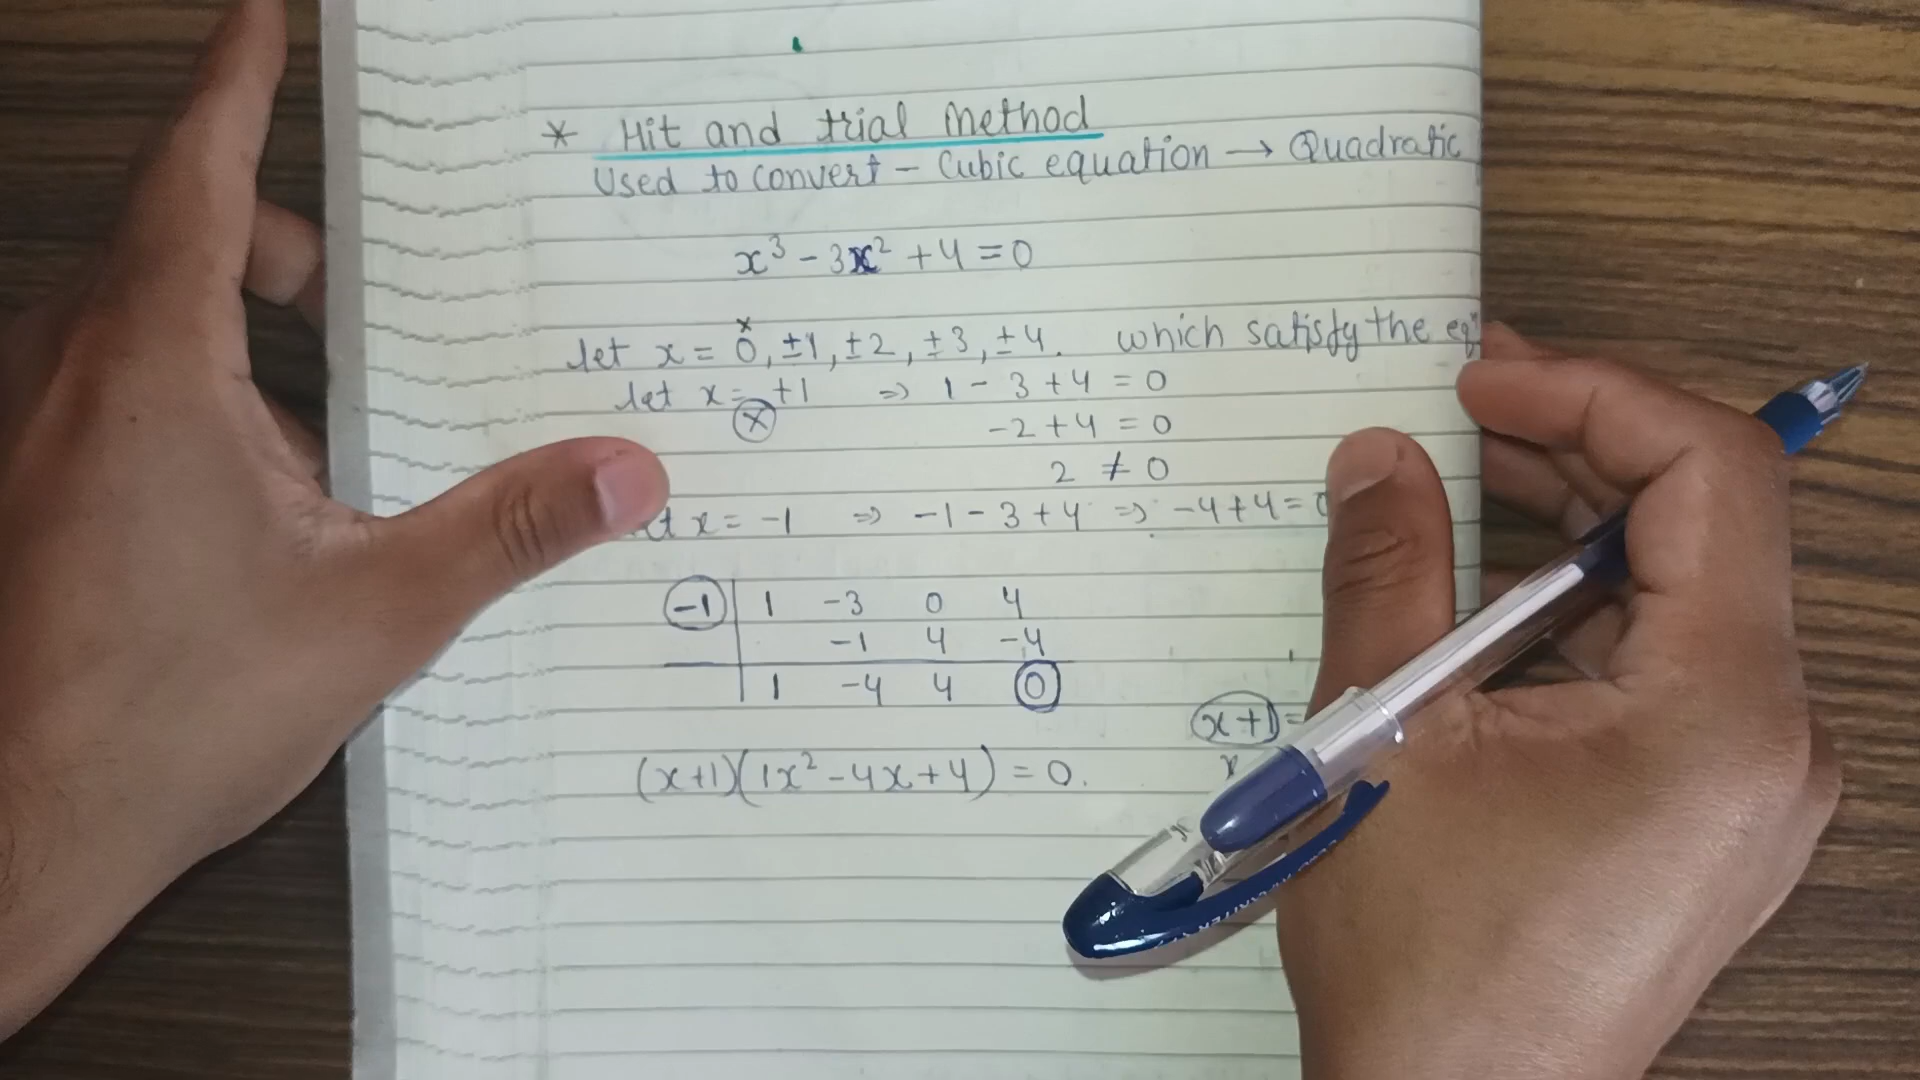 * Hit and trial Method
Used to convert - Cubic equation → Quadratic
x³ - 3x² + 4 = 0
let x = 0, ±1, ±2, ±3, ±4. which satisfy the eqⁿ
let x = +1 ⇒ 1 - 3 + 4 = 0
(x) -2 + 4 = 0
2 ≠ 0
x = -1 ⇒ -1 - 3 + 4 ⇒ -4 + 4 = 0
-1 | 1 -3 0 4
-1 4 -4
1 -4 4 0
(x+1) =
x
(x+1)(1x² - 4x + 4) = 0.